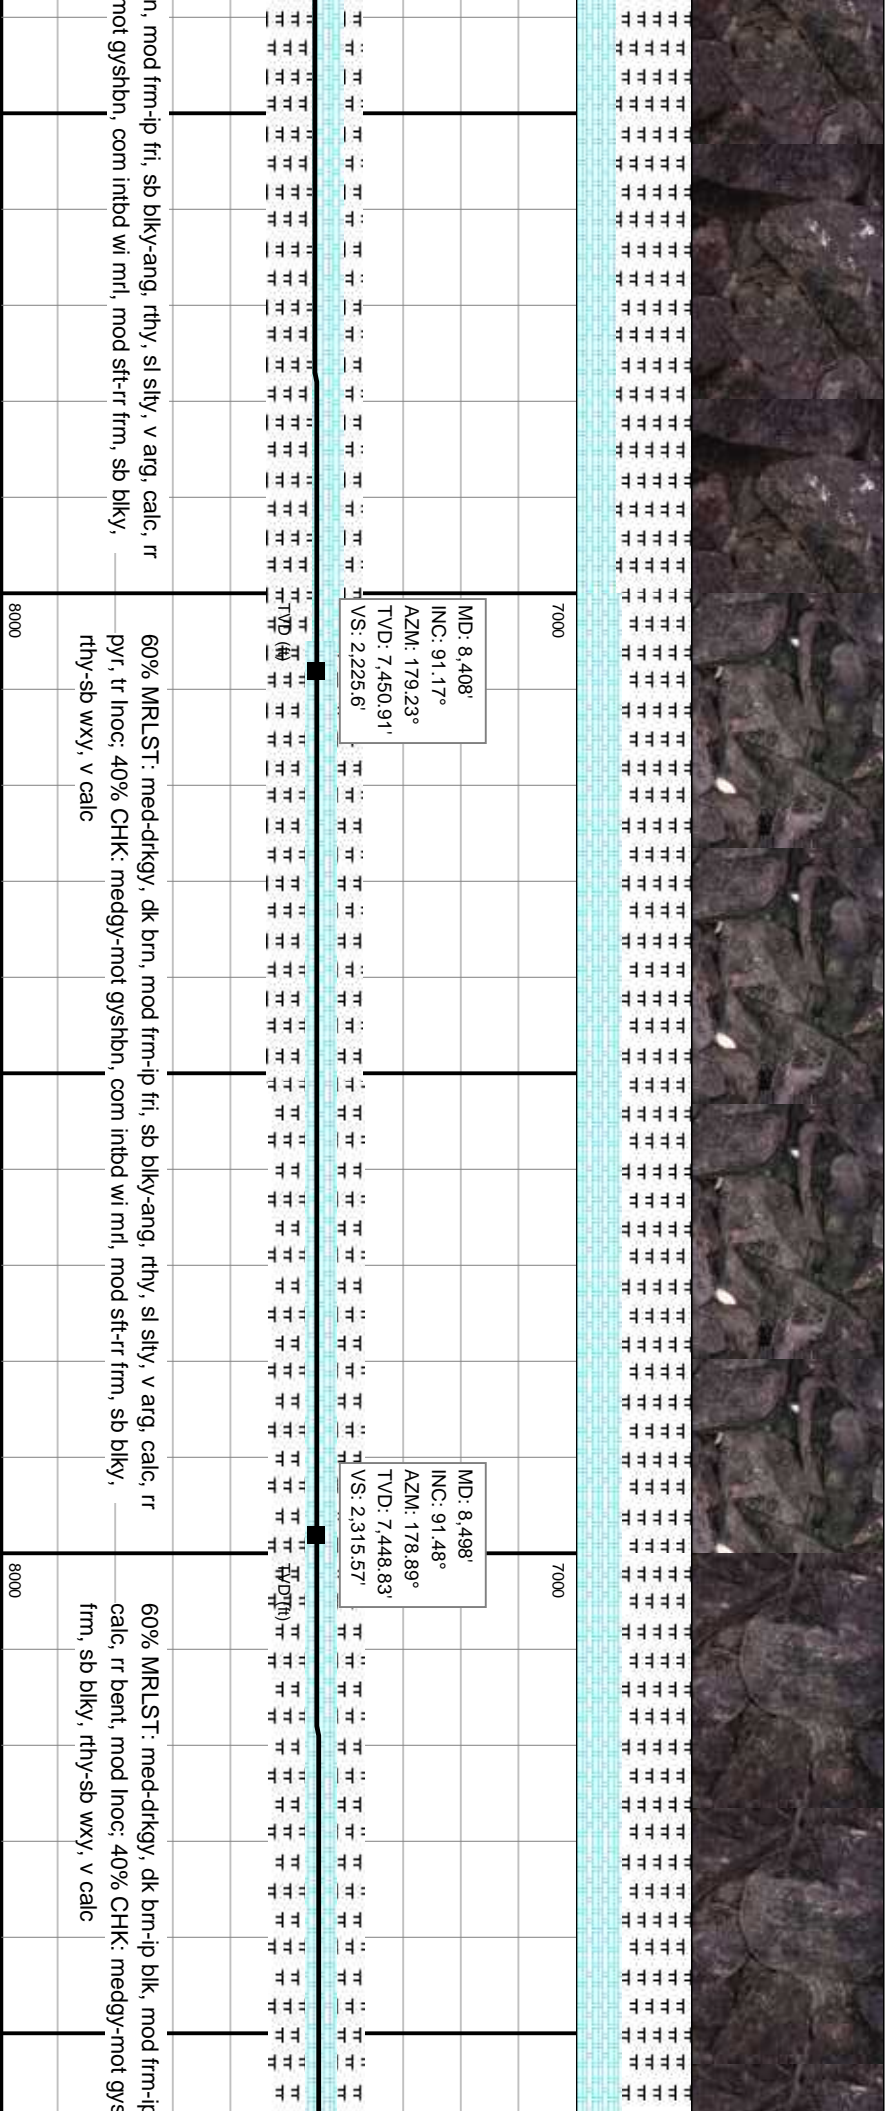 n, mod frm-ip fri, sb blky-ang, rthy, sl slty, v arg, calc, rr
mot gyshbn, com intbd wi mrl, mod sft-rr frm, sb blky,
7000
MD: 8,408'
INC: 91.17°
AZM: 179.23°
TVD: 7,450.91'
VS: 2,225.6'
TVD (ft)
60% MRLST: med-drkgy, dk brn, mod frm-ip fri, sb blky-ang, rthy, sl slty, v arg, calc, rr
pyr, tr Inoc; 40% CHK: medgy-mot gyshbn, com intbd wi mrl, mod sft-rr frm, sb blky,
rthy-sb wxy, v calc
8000
7000
MD: 8,498'
INC: 91.48°
AZM: 178.89°
TVD: 7,448.83'
VS: 2,315.57'
TVD (ft)
60% MRLST: med-drkgy, dk brn-ip blk, mod frm-ip
calc, rr bent, mod Inoc; 40% CHK: medgy-mot gys
frm, sb blky, rthy-sb wxy, v calc
8000